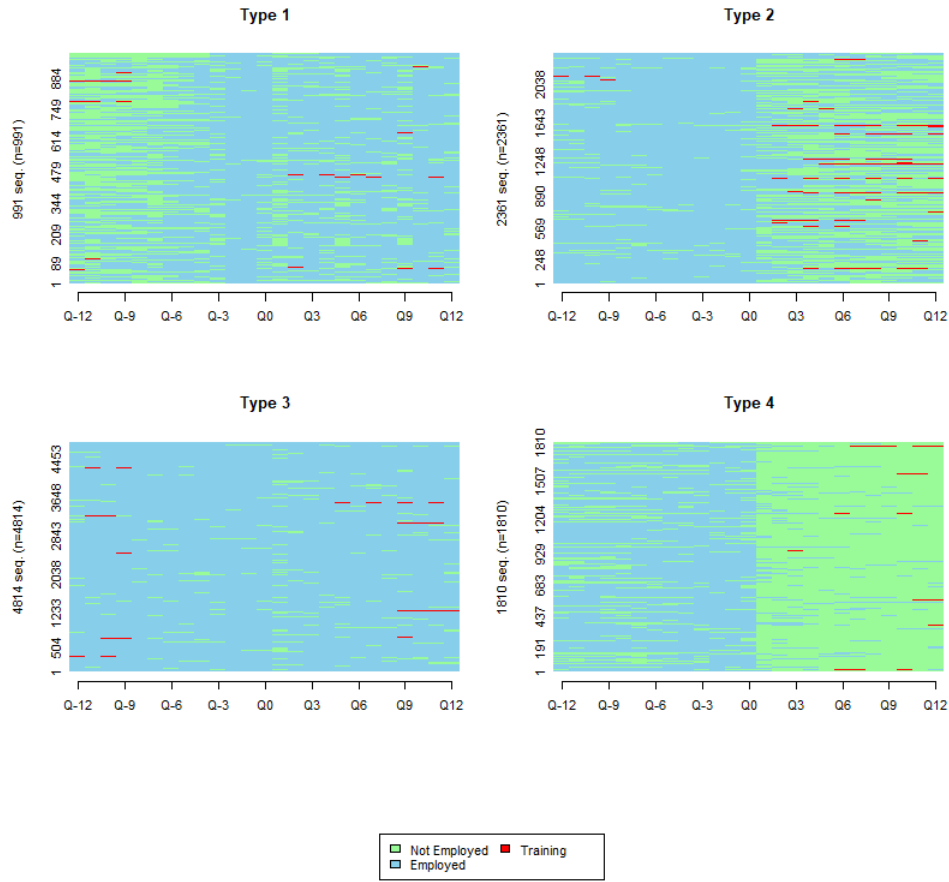 Type 1
991 seq. (n=991)
1 89 209 344 479 614 749 884
Q-12 Q-9 Q-6 Q-3 Q0 Q3 Q6 Q9 Q12
Type 2
2361 seq. (n=2361)
1 248 569 890 1248 1643 2038
Q-12 Q-9 Q-6 Q-3 Q0 Q3 Q6 Q9 Q12
Type 3
4814 seq. (n=4814)
1 504 1233 2038 2843 3648 4453
Q-12 Q-9 Q-6 Q-3 Q0 Q3 Q6 Q9 Q12
Type 4
1810 seq. (n=1810)
1 191 437 683 929 1204 1507 1810
Q-12 Q-9 Q-6 Q-3 Q0 Q3 Q6 Q9 Q12
Not Employed Training
Employed